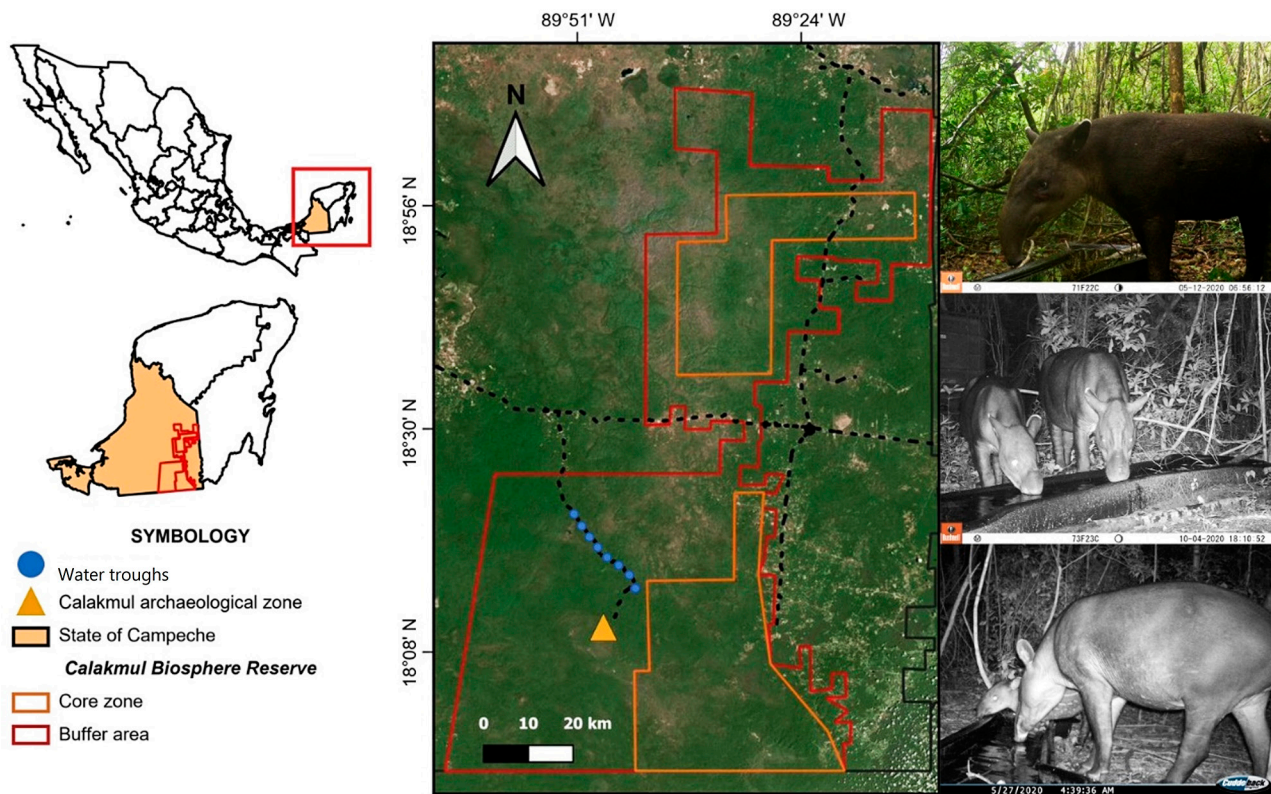 89°51' W
89°24' W
N
18°56' N
18°30' N
18°08' N
0 10 20 km
SYMBOLOGY
Water troughs
Calakmul archaeological zone
State of Campeche
Calakmul Biosphere Reserve
Core zone
Buffer area
71F22C 05-12-2020 06:56:12
73F23C 10-04-2020 18:10:52
5/27/2020 4:39:36 AM
Cuddeback